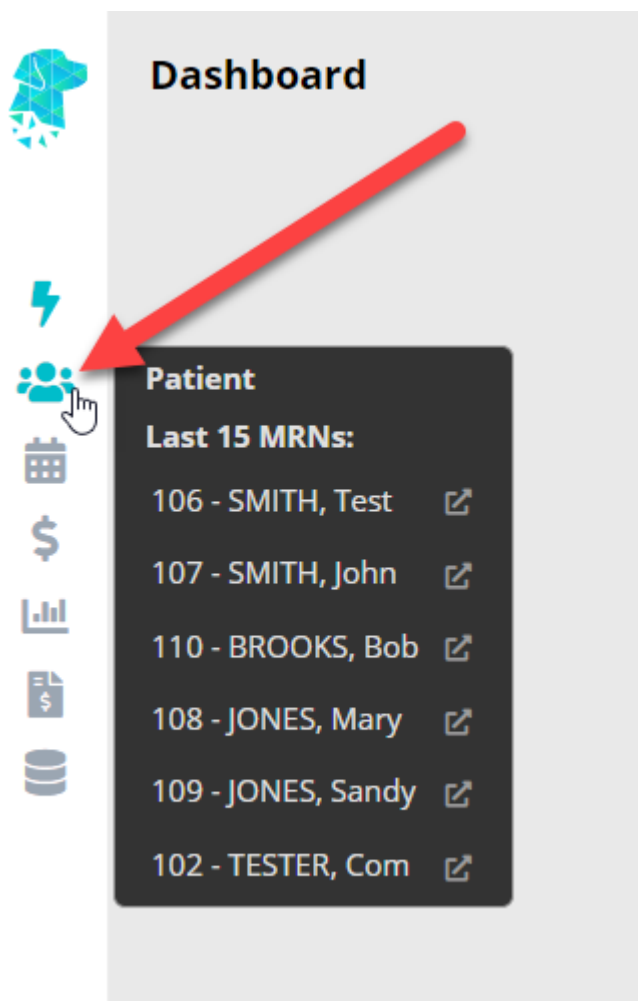 Dashboard
Patient
Last 15 MRNs:
106 - SMITH, Test
107 - SMITH, John
110 - BROOKS, Bob
108 - JONES, Mary
109 - JONES, Sandy
102 - TESTER, Com